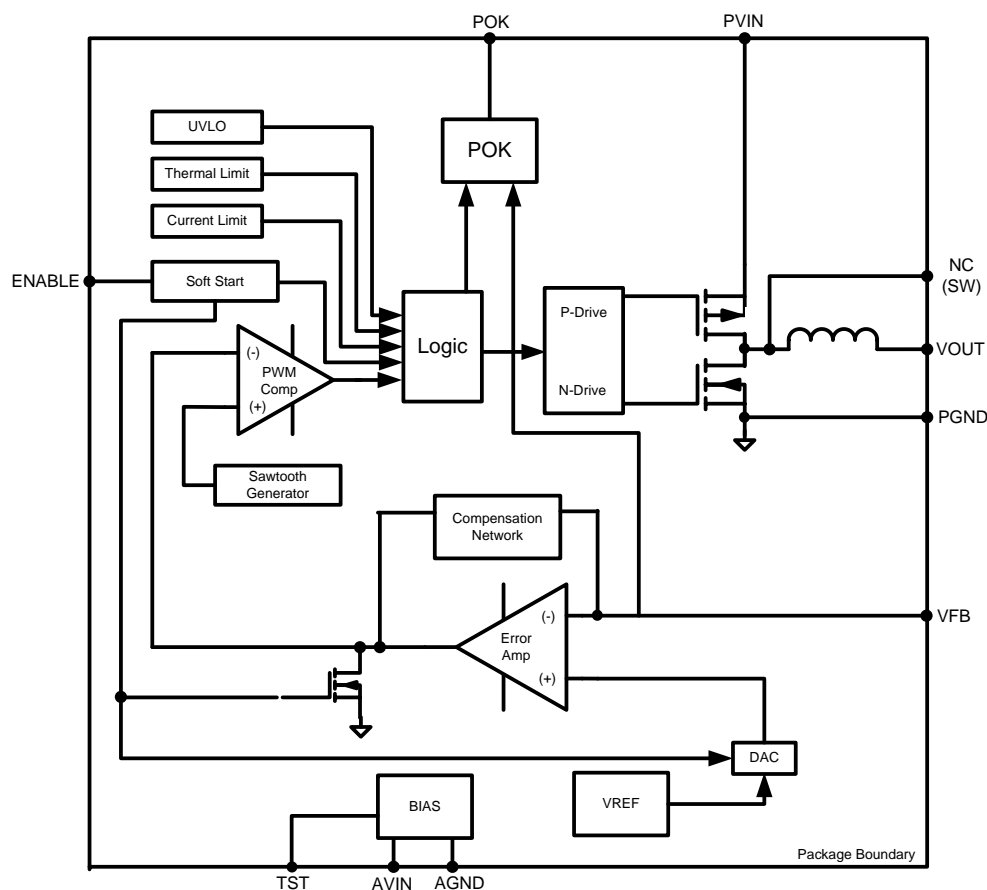 POK
PVIN
UVLO
POK
Thermal Limit
Current Limit
ENABLE
Soft Start
NC
(SW)
P-Drive
Logic
(-)
PWM
Comp
(+)
VOUT
N-Drive
PGND
Sawtooth
Generator
Compensation
Network
(-)
VFB
Error
Amp
(+)
DAC
BIAS
VREF
Package Boundary
TST
AVIN
AGND